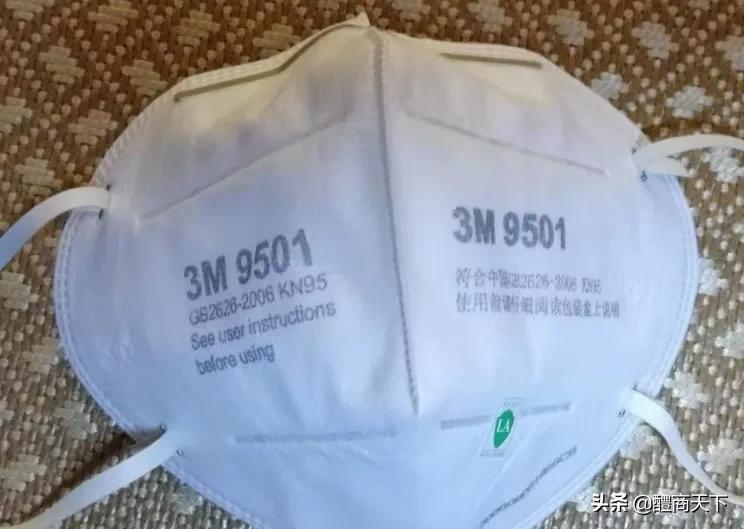 3M 9501
GB2626-2006 KN95
See user instructions
before using
3M 9501
符合中国GB2626-2006 KN95
使用前请仔细阅读包装盒上说明
LA
头条 @醴商天下